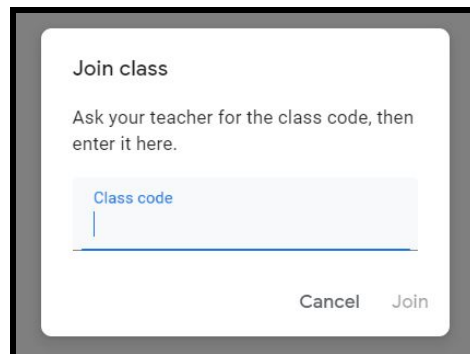 Join class
Ask your teacher for the class code, then
enter it here.
Class code
Cancel Join